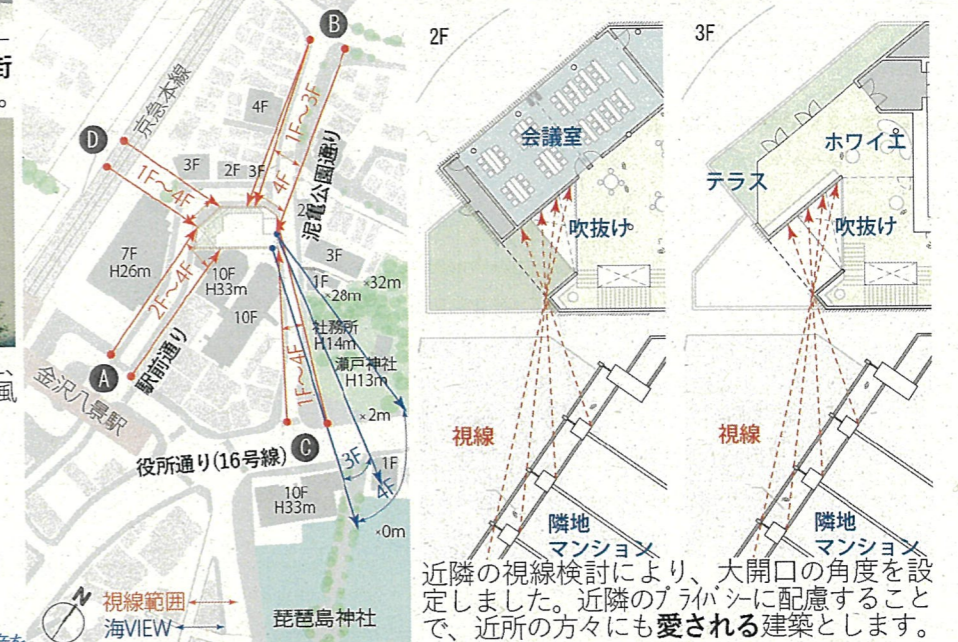 街
。
、
風
B
京急本線
D
4F
1F～3F
3F
2F
3F
4F
泥亀公園通り
1F～4F
7F
H26m
10F
H33m
3F
1F
×28m
×32m
2F～4F
10F
社務所
H14m
瀬戸神社
H13m
1F～4F
駅前通り
A
金沢八景駅
×2m
役所通り(16号線)
C
3F
4F
1F
10F
H33m
×0m
N
視線範囲
海VIEW
琵琶島神社
2F
会議室
吹抜け
視線
隣地
マンション
3F
ホワイエ
テラス
吹抜け
視線
隣地
マンション
近隣の視線検討により、大開口の角度を設
定しました。近隣のプライバシーに配慮すること
で、近所の方々にも愛される建築とします。